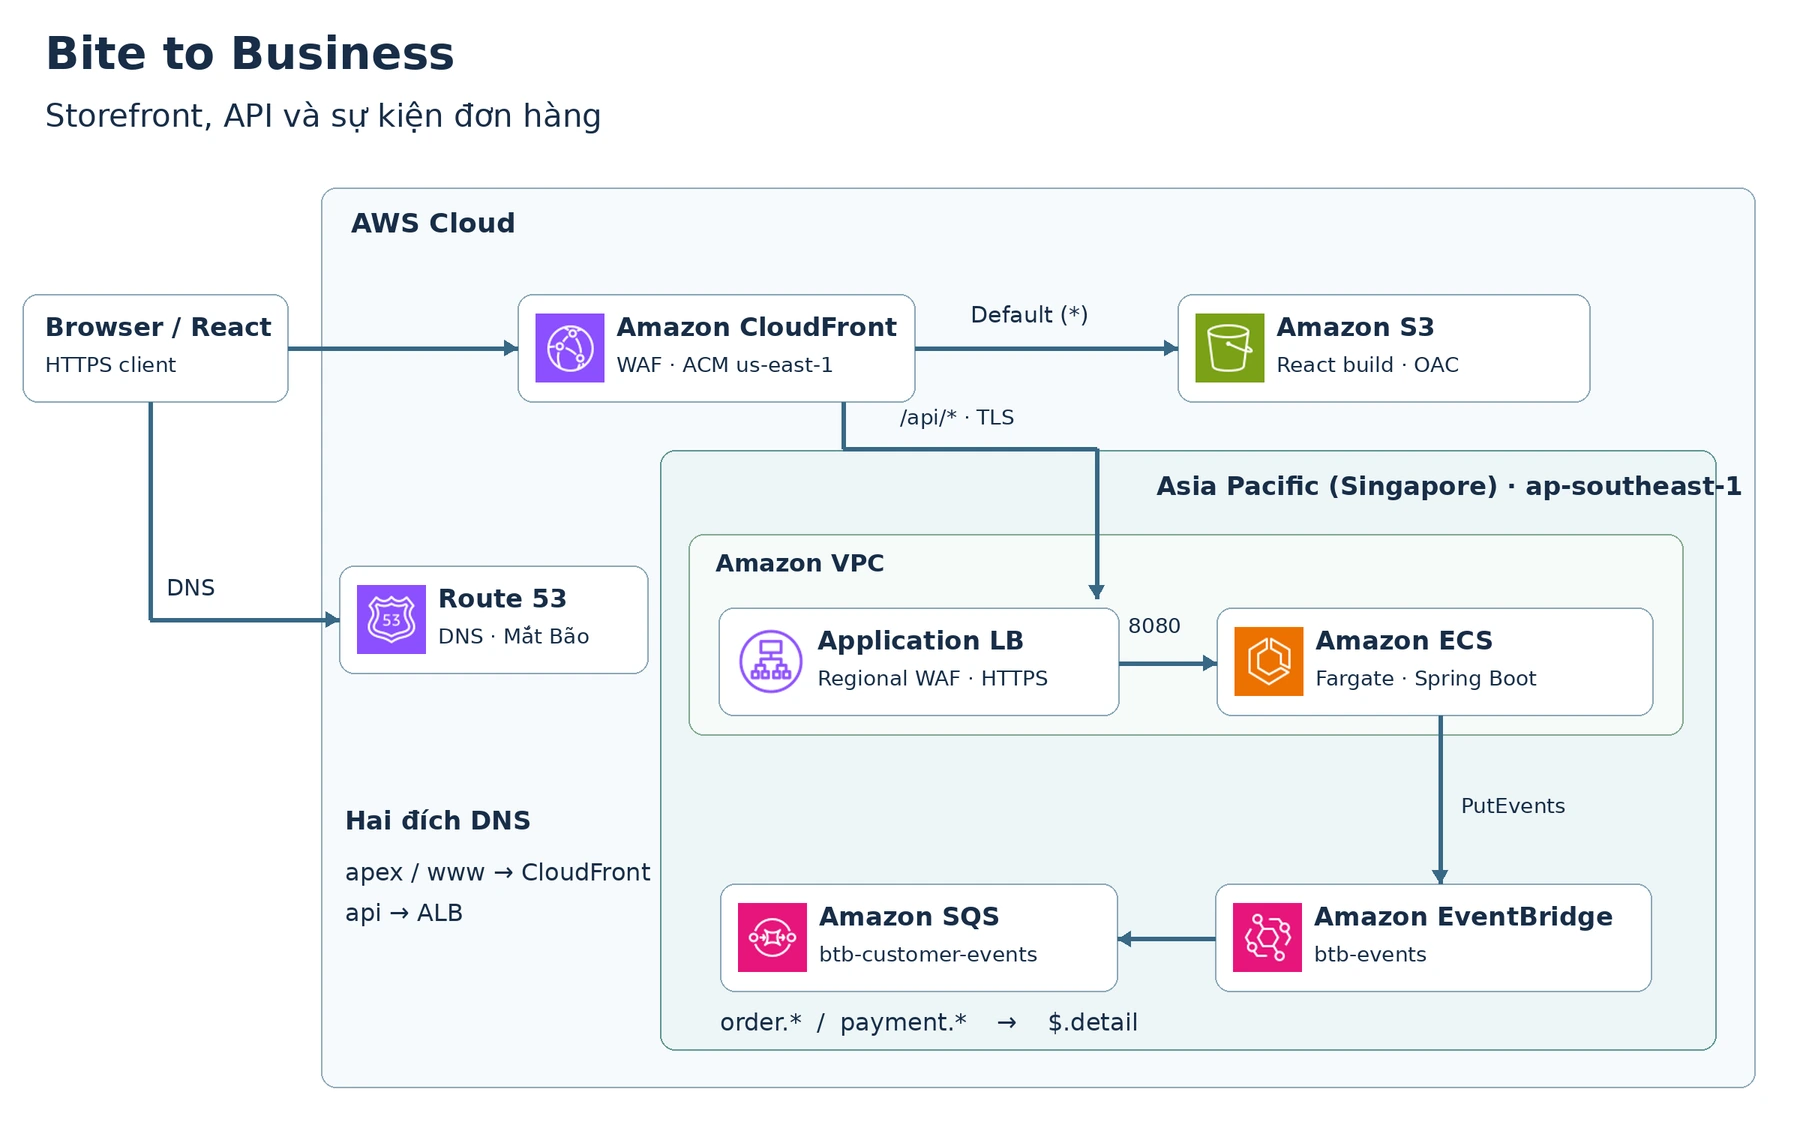 Bite to Business
Storefront, API và sự kiện đơn hàng
AWS Cloud
Browser / React
HTTPS client
Amazon CloudFront
WAF · ACM us-east-1
Default (*)
Amazon S3
React build · OAC
/api/* · TLS
Asia Pacific (Singapore) · ap-southeast-1
Amazon VPC
DNS
53
Route 53
DNS · Mắt Bão
Application LB
Regional WAF · HTTPS
8080
Amazon ECS
Fargate · Spring Boot
PutEvents
Hai đích DNS
apex / www → CloudFront
api → ALB
Amazon SQS
btb-customer-events
Amazon EventBridge
btb-events
order.* / payment.* → $.detail